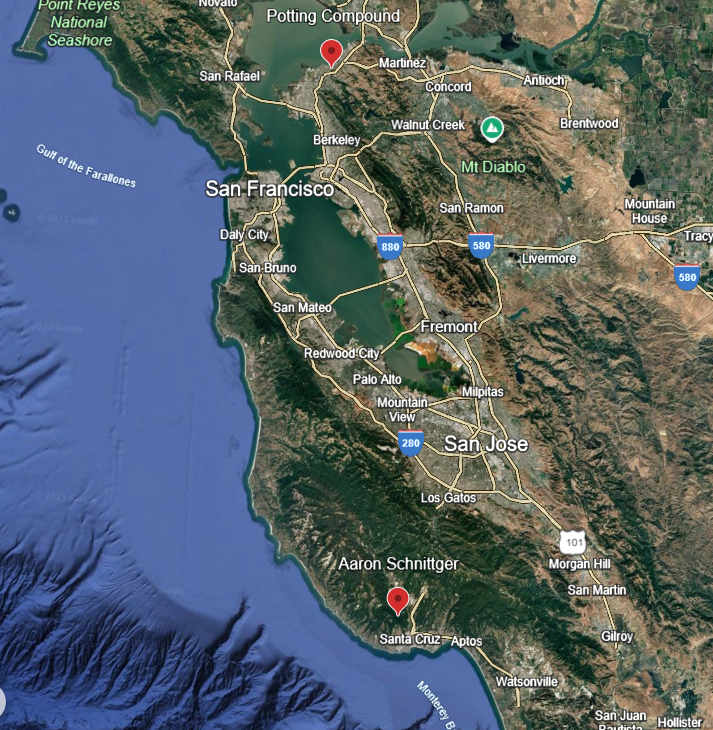 Point Reyes
National
Seashore
Novato
Potting Compound
San Rafael
Martinez
Concord
Antioch
Brentwood
Walnut Creek
Berkeley
Mt Diablo
Gulf of the Farallones
San Francisco
San Ramon
Mountain
House
Tracy
Daly City
880
580
Livermore
580
San Bruno
San Mateo
Fremont
Redwood City
Palo Alto
Milpitas
Mountain
View
280
San Jose
Los Gatos
101
Aaron Schnittger
Morgan Hill
San Martin
Santa Cruz
Aptos
Gilroy
Watsonville
Monterey B
San Juan
Bautista
Hollister